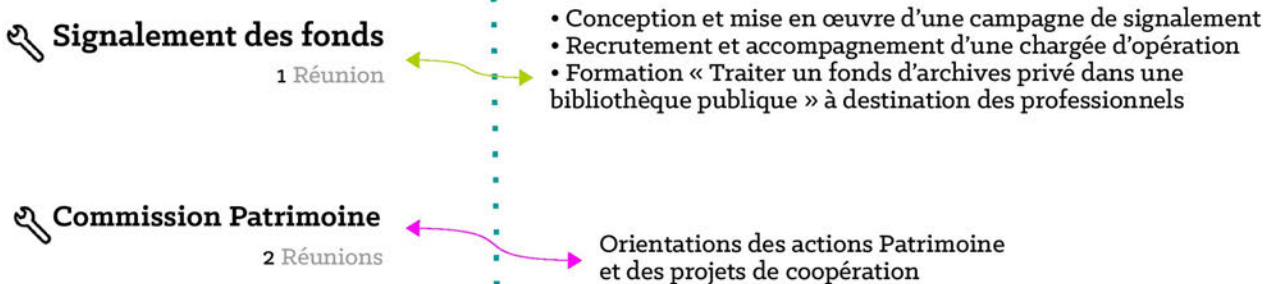 Signalement des fonds
1 Réunion
• Conception et mise en œuvre d’une campagne de signalement
• Recrutement et accompagnement d’une chargée d’opération
• Formation « Traiter un fonds d’archives privé dans une
bibliothèque publique » à destination des professionnels
Commission Patrimoine
2 Réunions
Orientations des actions Patrimoine
et des projets de coopération